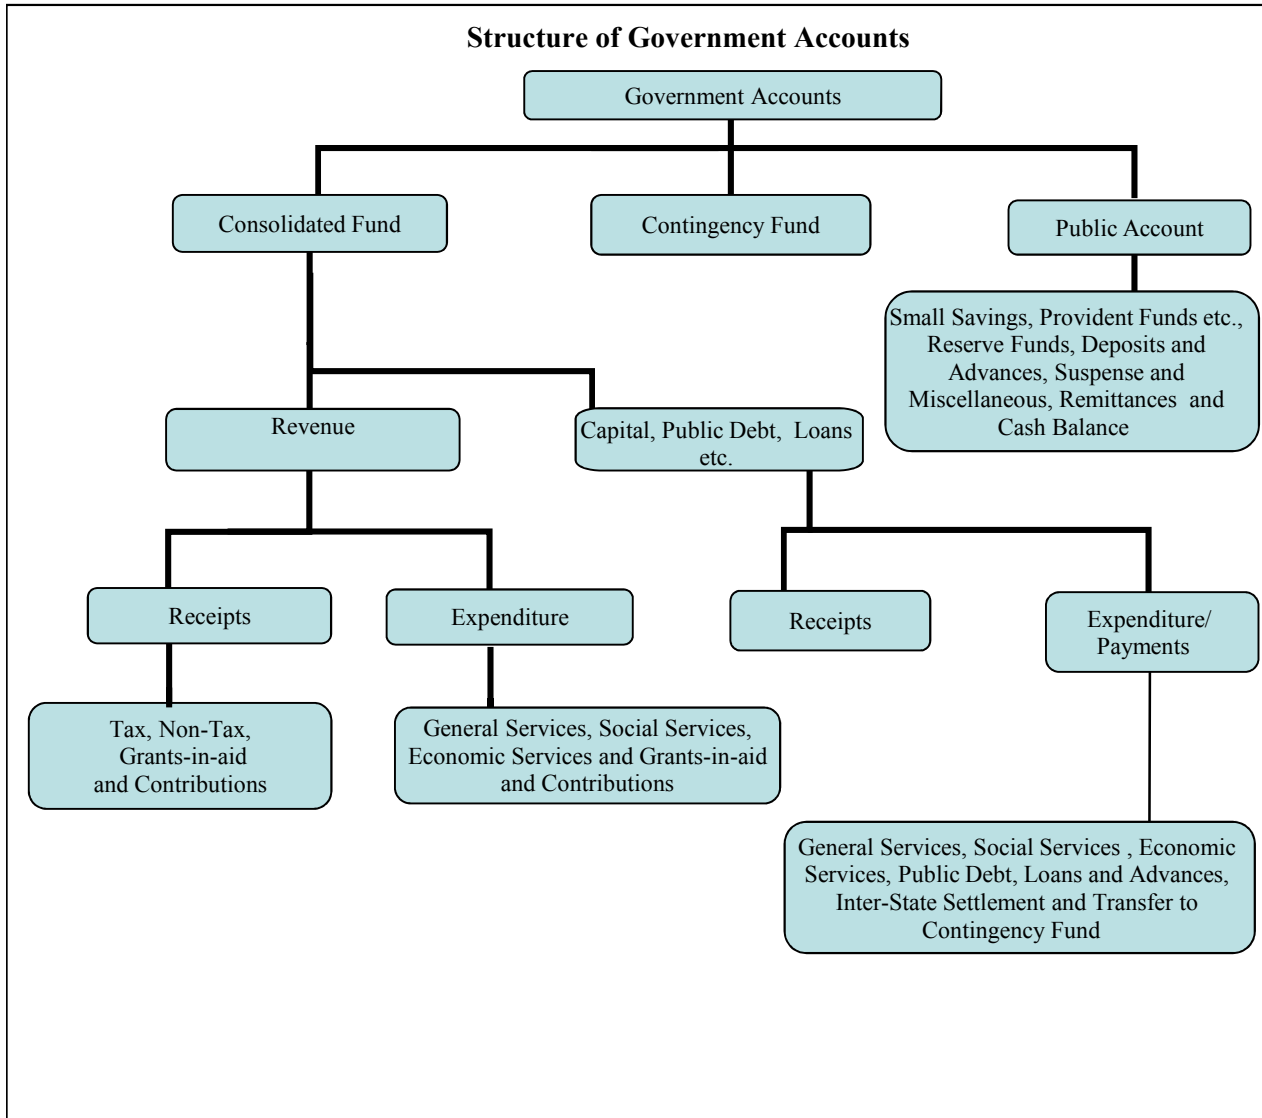 Structure of Government Accounts
Government Accounts
Consolidated Fund
Contingency Fund
Public Account
Small Savings, Provident Funds etc.,
Reserve Funds, Deposits and
Advances, Suspense and
Miscellaneous, Remittances and
Cash Balance
Revenue
Capital, Public Debt, Loans
etc.
Receipts
Expenditure
Receipts
Expenditure/
Payments
Tax, Non-Tax,
Grants-in-aid
and Contributions
General Services, Social Services,
Economic Services and Grants-in-aid
and Contributions
General Services, Social Services , Economic
Services, Public Debt, Loans and Advances,
Inter-State Settlement and Transfer to
Contingency Fund